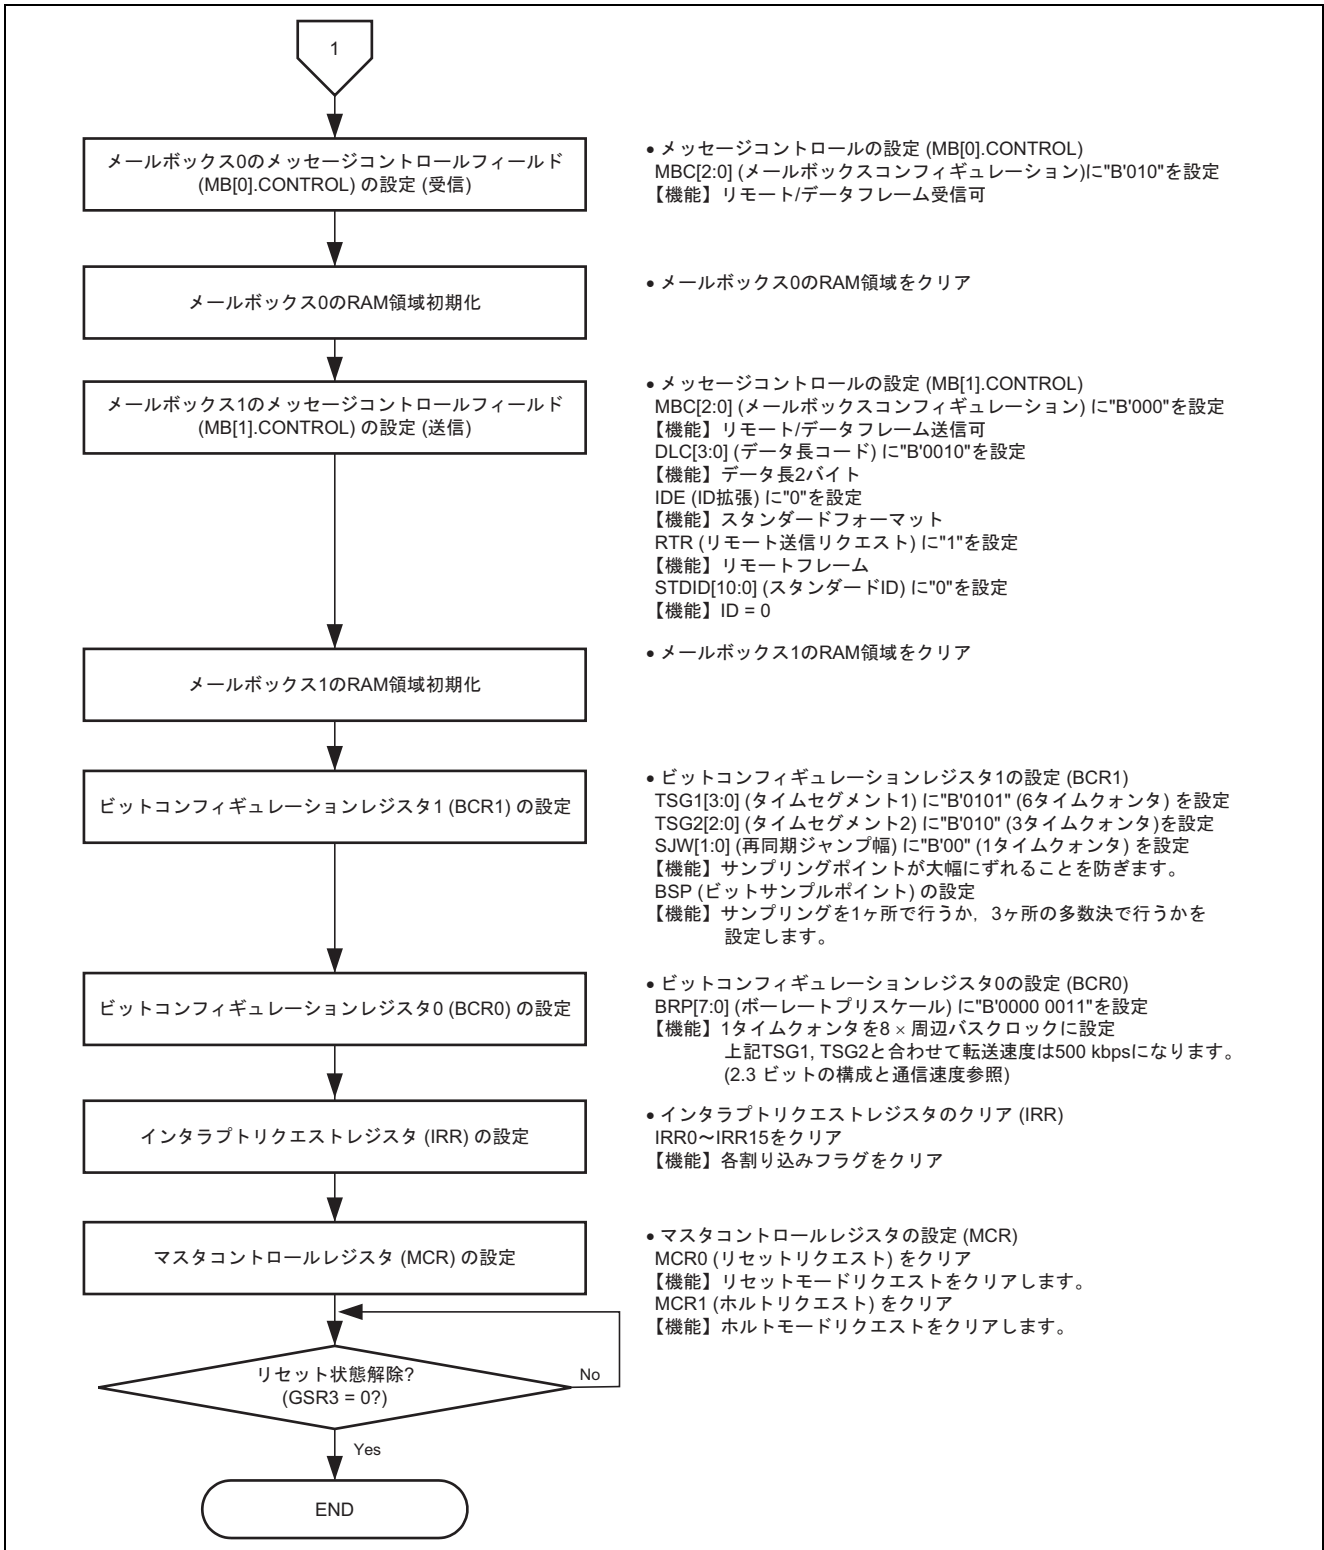 1
メールボックス0のメッセージコントロールフィールド
(MB[0].CONTROL) の設定 (受信)
• メッセージコントロールの設定 (MB[0].CONTROL)
MBC[2:0] (メールボックスコンフィギュレーション)に"B'010"を設定
【機能】リモート/データフレーム受信可
メールボックス0のRAM領域初期化
• メールボックス0のRAM領域をクリア
メールボックス1のメッセージコントロールフィールド
(MB[1].CONTROL) の設定 (送信)
• メッセージコントロールの設定 (MB[1].CONTROL)
MBC[2:0] (メールボックスコンフィギュレーション) に"B'000"を設定
【機能】リモート/データフレーム送信可
DLC[3:0] (データ長コード) に"B'0010"を設定
【機能】データ長2バイト
IDE (ID拡張) に"0"を設定
【機能】スタンダードフォーマット
RTR (リモート送信リクエスト) に"1"を設定
【機能】リモートフレーム
STDID[10:0] (スタンダードID) に"0"を設定
【機能】ID = 0
メールボックス1のRAM領域初期化
• メールボックス1のRAM領域をクリア
ビットコンフィギュレーションレジスタ1 (BCR1) の設定
• ビットコンフィギュレーションレジスタ1の設定 (BCR1)
TSG1[3:0] (タイムセグメント1) に"B'0101" (6タイムクォンタ) を設定
TSG2[2:0] (タイムセグメント2) に"B'010" (3タイムクォンタ)を設定
SJW[1:0] (再同期ジャンプ幅) に"B'00" (1タイムクォンタ) を設定
【機能】サンプリングポイントが大幅にずれることを防ぎます。
BSP (ビットサンプルポイント) の設定
【機能】サンプリングを1ヶ所で行うか，3ヶ所の多数決で行うかを
設定します。
ビットコンフィギュレーションレジスタ0 (BCR0) の設定
• ビットコンフィギュレーションレジスタ0の設定 (BCR0)
BRP[7:0] (ボーレートプリスケール) に"B'0000 0011"を設定
【機能】1タイムクォンタを8 × 周辺バスクロックに設定
上記TSG1, TSG2と合わせて転送速度は500 kbpsになります。
(2.3 ビットの構成と通信速度参照)
インタラプトリクエストレジスタ (IRR) の設定
• インタラプトリクエストレジスタのクリア (IRR)
IRR0～IRR15をクリア
【機能】各割り込みフラグをクリア
マスタコントロールレジスタ (MCR) の設定
• マスタコントロールレジスタの設定 (MCR)
MCR0 (リセットリクエスト) をクリア
【機能】リセットモードリクエストをクリアします。
MCR1 (ホルトリクエスト) をクリア
【機能】ホルトモードリクエストをクリアします。
リセット状態解除?
(GSR3 = 0?)
No
Yes
END